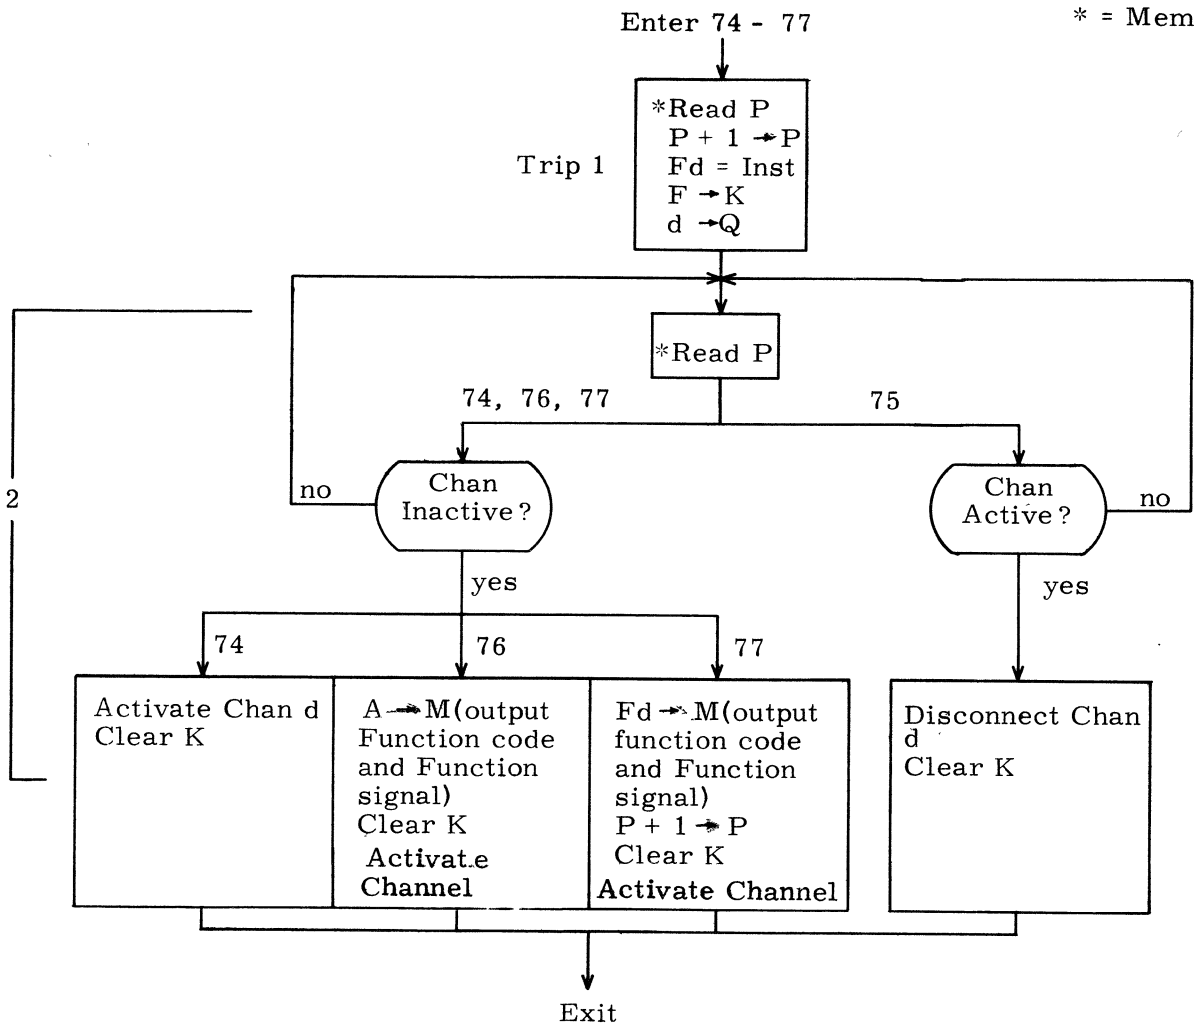 Enter 74 - 77
* = Mem
*Read P
P + 1 → P
Trip 1
Fd = Inst
F → K
d → Q
*Read P
74, 76, 77
75
Chan
Inactive?
no
Chan
Active?
no
2
yes
yes
74
76
77
Activate Chan d
Clear K
A → M(output
Function code
and Function
signal)
Clear K
Activate
Channel
Fd → M(output
function code
and Function
signal)
P + 1 → P
Clear K
Activate Channel
Disconnect Chan
d
Clear K
Exit